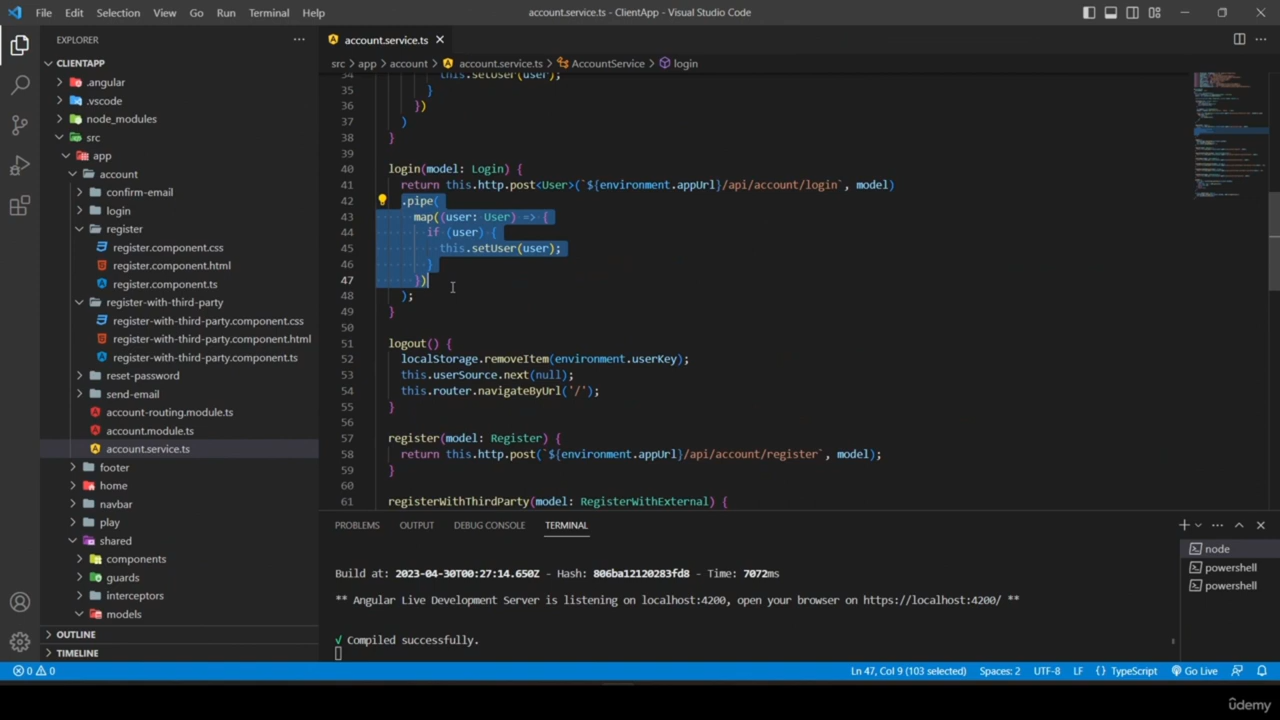 File Edit Selection View Go Run Terminal Help
account.service.ts - ClientApp - Visual Studio Code
EXPLORER
CLIENTAPP
.angular
.vscode
node_modules
src
app
account
confirm-email
login
register
register.component.css
register.component.html
register.component.ts
register-with-third-party
register-with-third-party.component.css
register-with-third-party.component.html
register-with-third-party.component.ts
reset-password
send-email
account-routing.module.ts
account.module.ts
account.service.ts
footer
home
navbar
play
shared
components
guards
interceptors
models
OUTLINE
TIMELINE
account.service.ts
src > app > account > account.service.ts > AccountService > login
34 this.setUser(user);
35 }
36 })
37 )
38 }
39
40 login(model: Login) {
41 return this.http.post<User>(`${environment.appUrl}/api/account/login`, model)
42 .pipe(
43 map((user: User) => {
44 if (user) {
45 this.setUser(user);
46 }
47 })
48 );
49 }
50
51 logout() {
52 localStorage.removeItem(environment.userKey);
53 this.userSource.next(null);
54 this.router.navigateByUrl('/');
55 }
56
57 register(model: Register) {
58 return this.http.post(`${environment.appUrl}/api/account/register`, model);
59 }
60
61 registerWithThirdParty(model: RegisterWithExternal) {
PROBLEMS OUTPUT DEBUG CONSOLE TERMINAL
Build at: 2023-04-30T00:27:14.650Z - Hash: 806ba12120283fd8 - Time: 7072ms
** Angular Live Development Server is listening on localhost:4200, open your browser on https://localhost:4200/ **
√ Compiled successfully.
node
powershell
powershell
0 0 Ln 47, Col 9 (103 selected) Spaces: 2 UTF-8 LF {} TypeScript Go Live
ûdemy